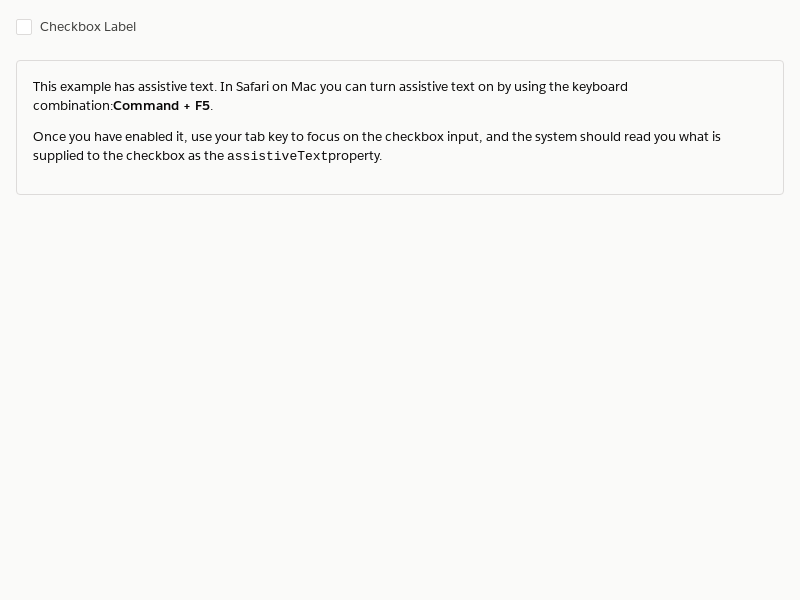 Checkbox Label
This example has assistive text. In Safari on Mac you can turn assistive text on by using the keyboard
combination:Command + F5.
Once you have enabled it, use your tab key to focus on the checkbox input, and the system should read you what is
supplied to the checkbox as the assistiveTextproperty.